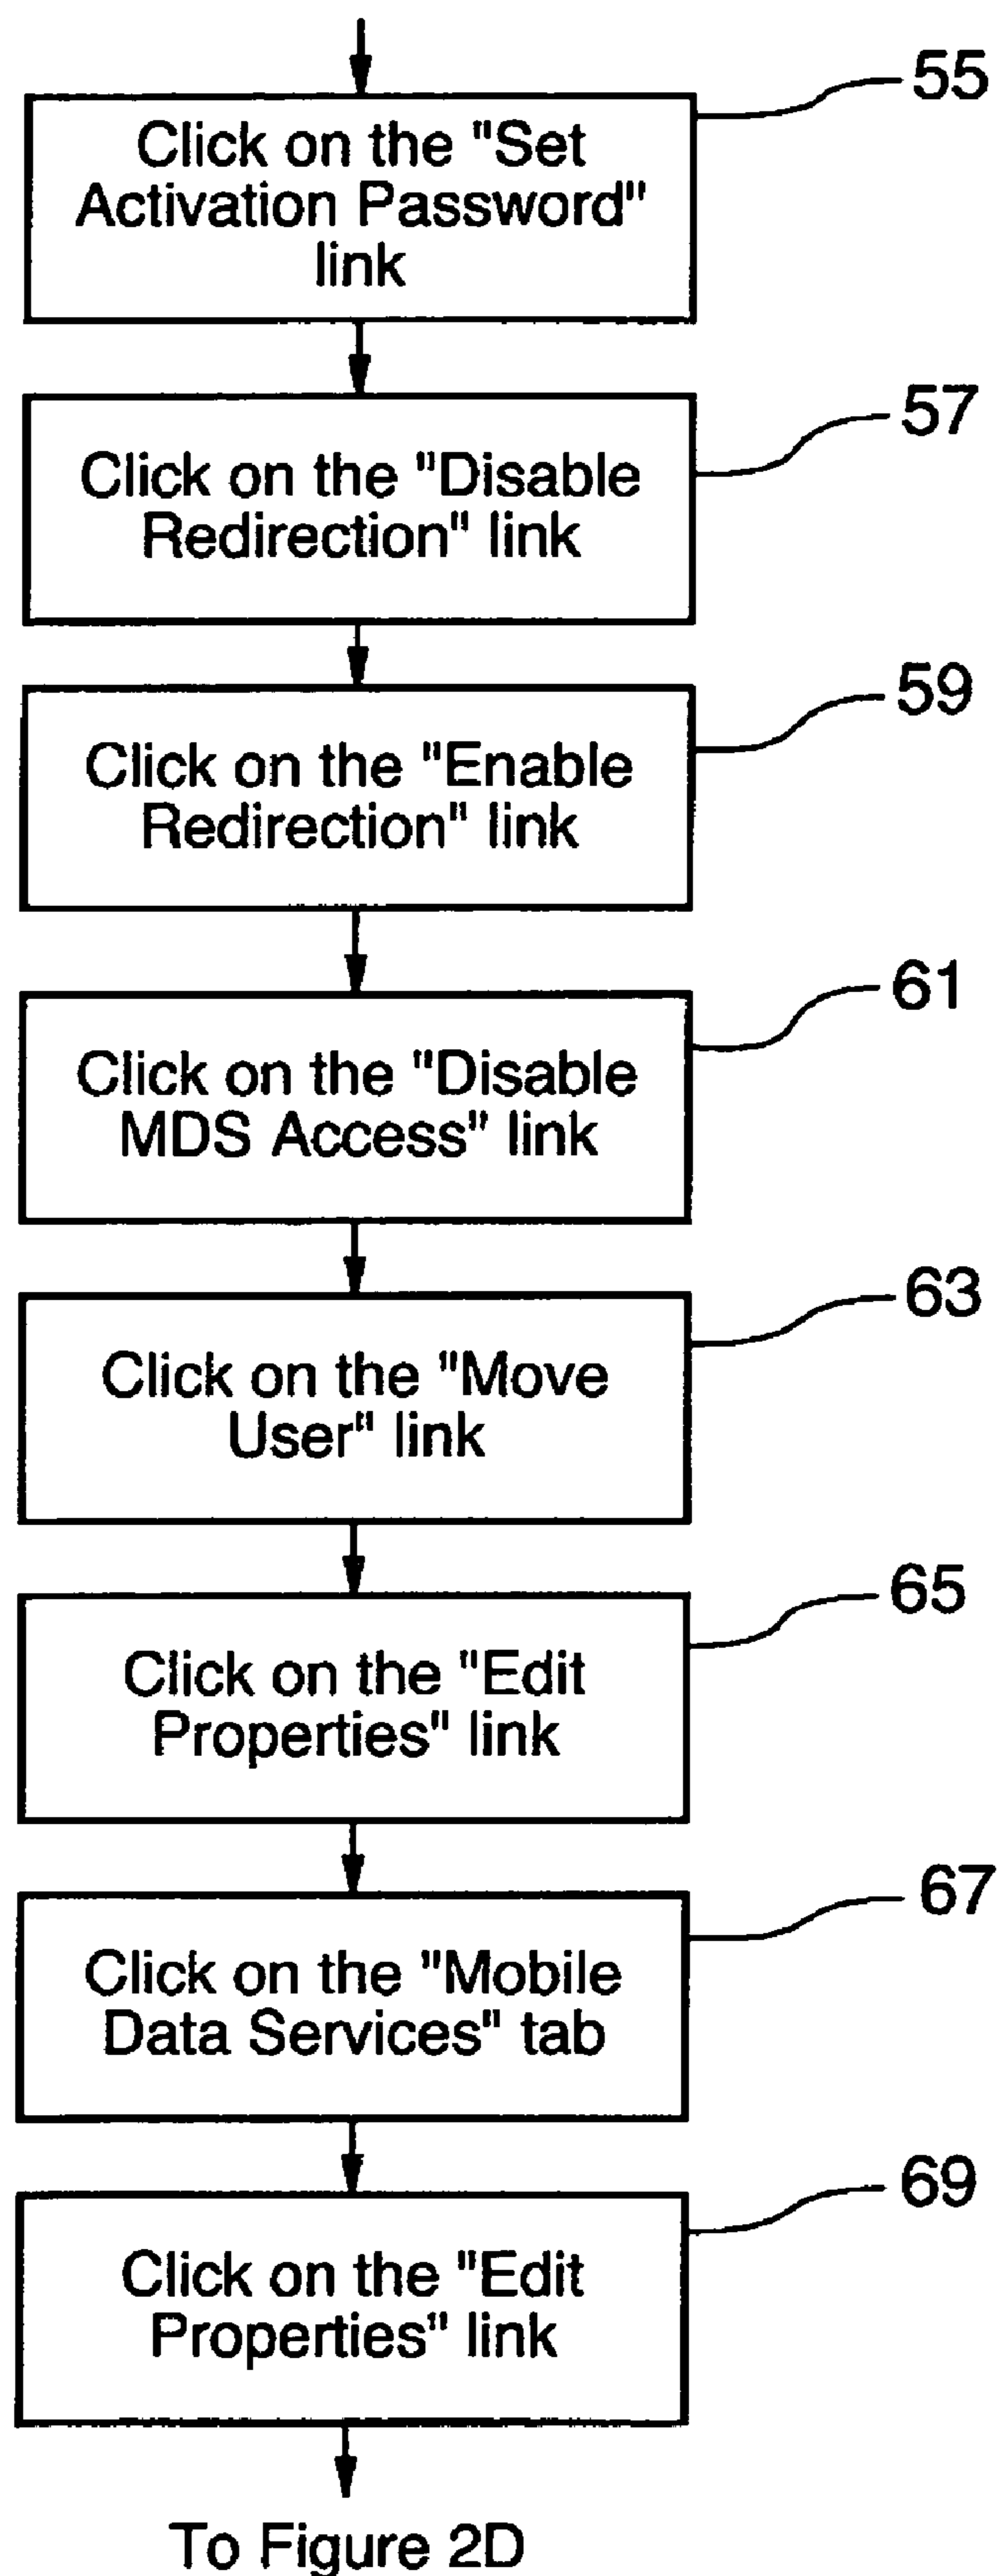 55
Click on the "Set
Activation Password"
link
57
Click on the "Disable
Redirection" link
59
Click on the "Enable
Redirection" link
61
Click on the "Disable
MDS Access" link
63
Click on the "Move
User" link
65
Click on the "Edit
Properties" link
67
Click on the "Mobile
Data Services" tab
69
Click on the "Edit
Properties" link
To Figure 2D